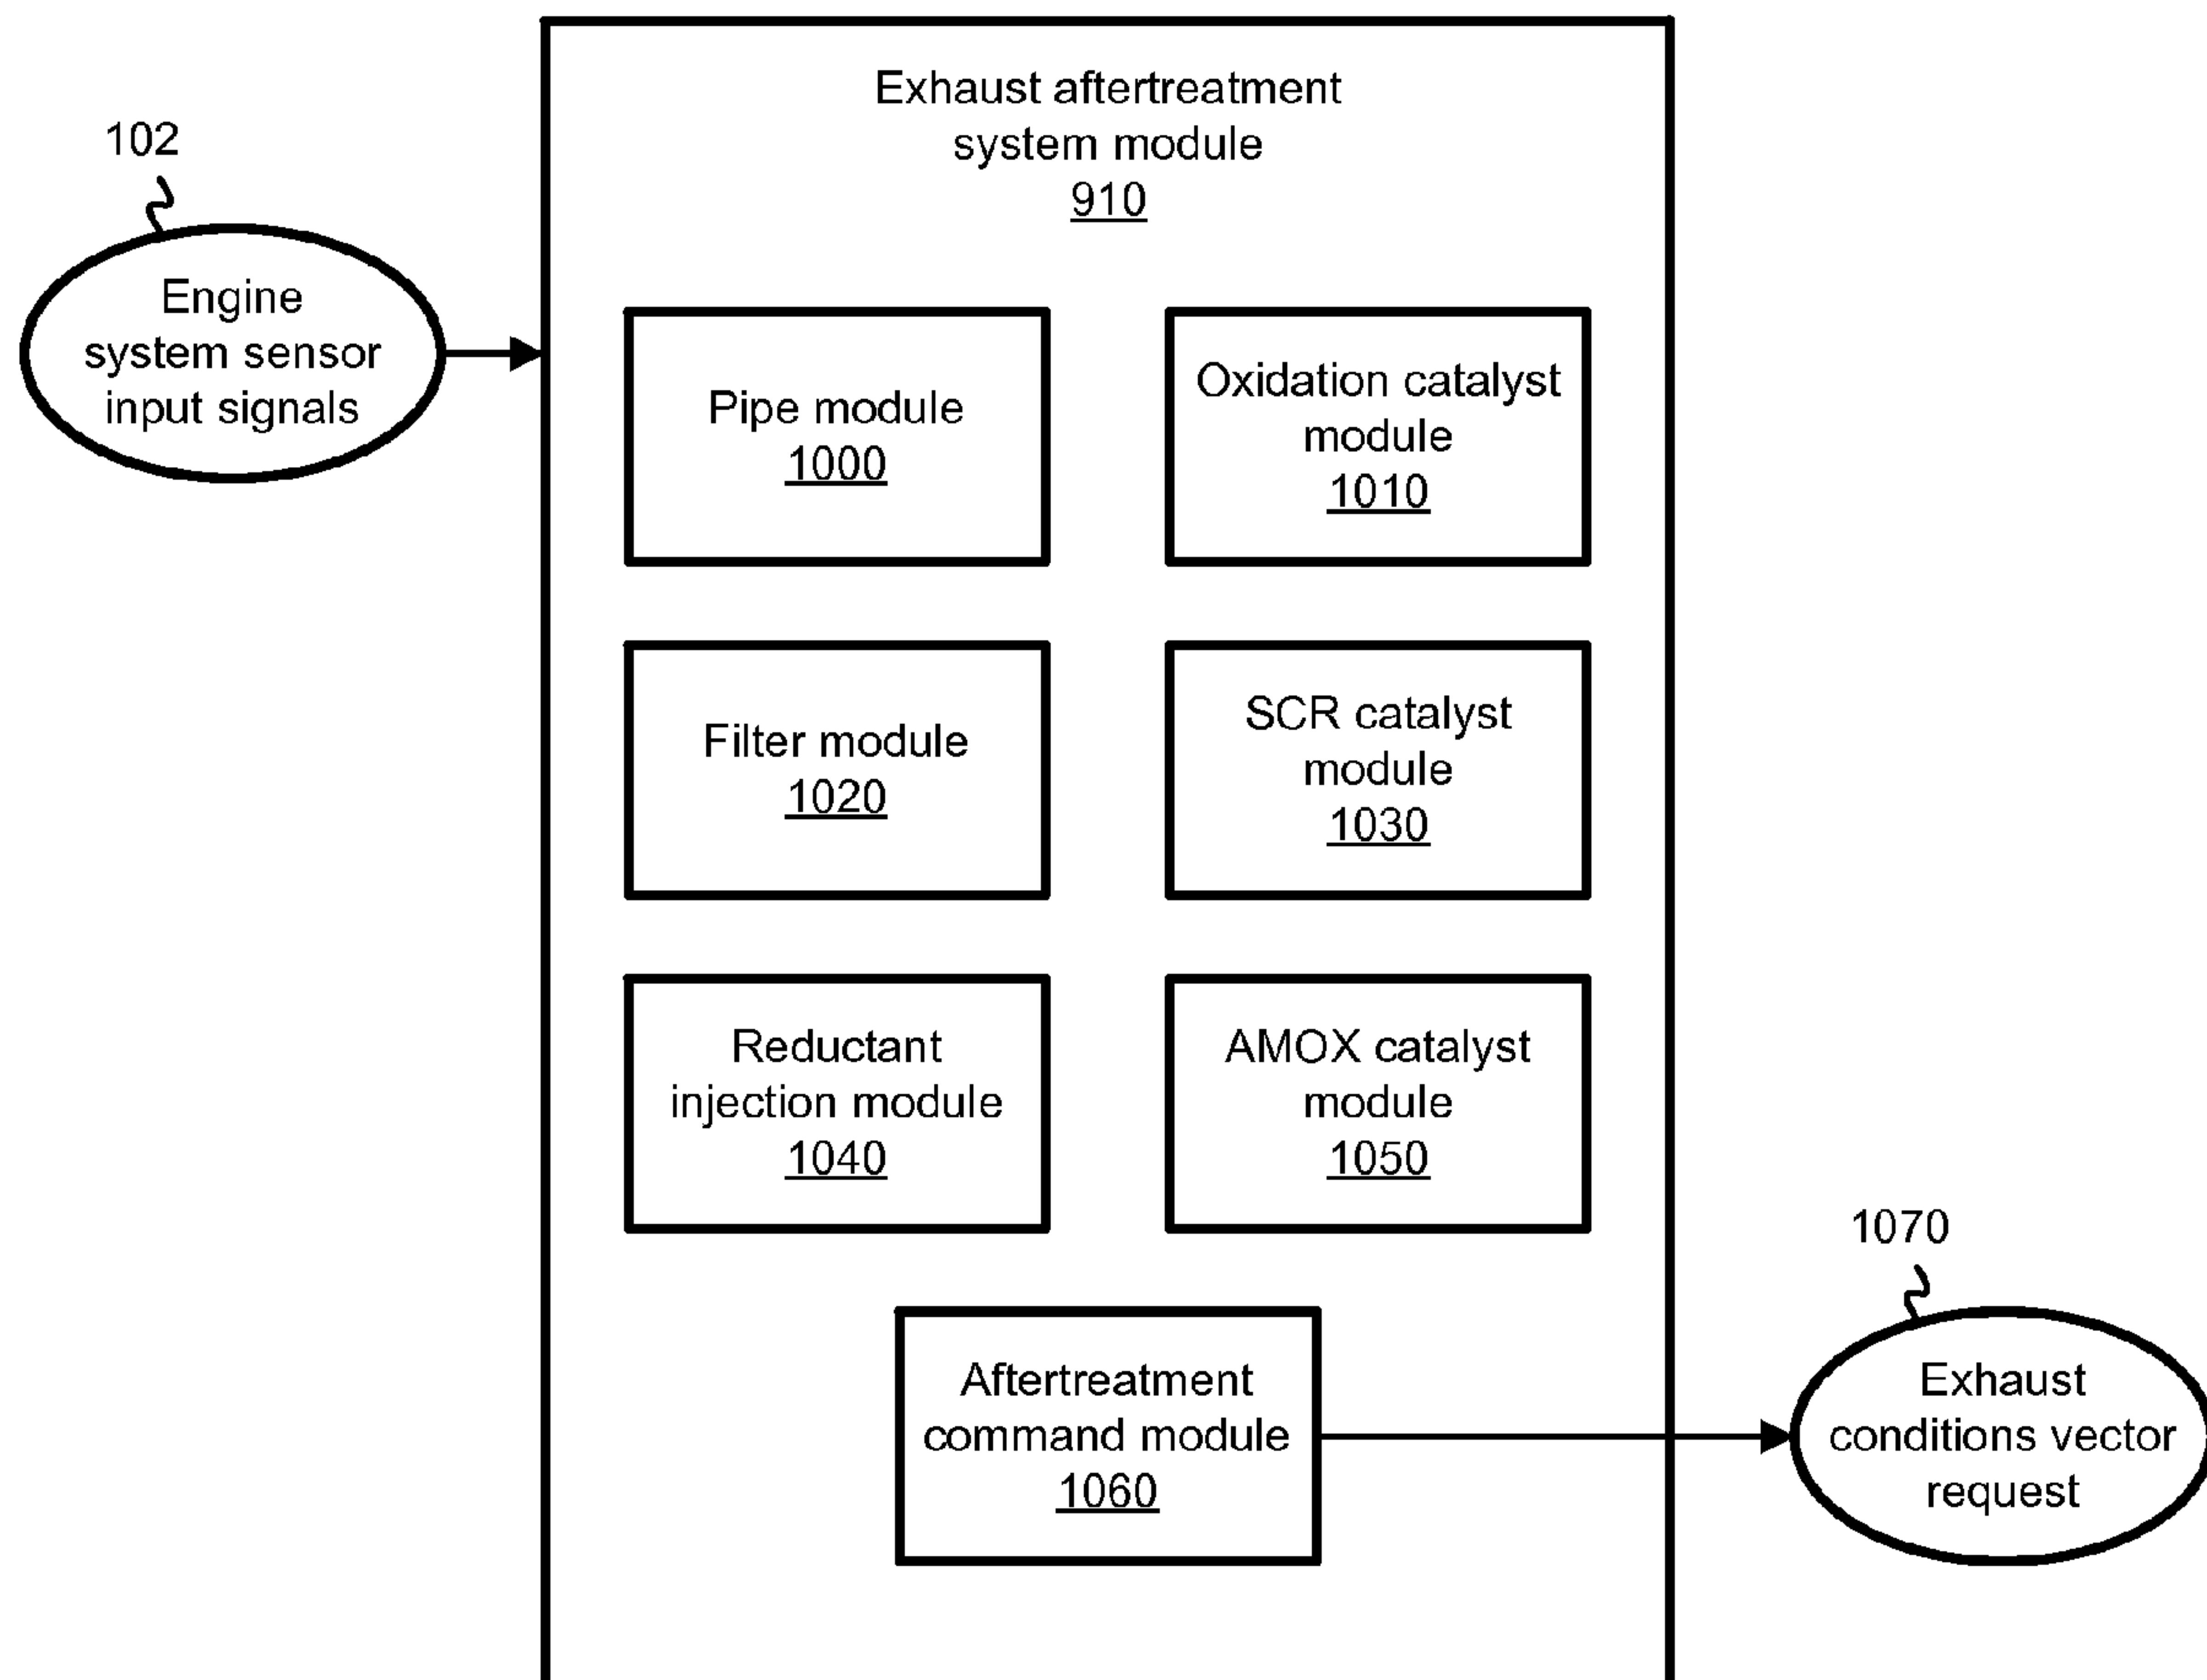 Exhaust aftertreatment
system module
910
102
Engine
system sensor
input signals
Pipe module
1000
Oxidation catalyst
module
1010
Filter module
1020
SCR catalyst
module
1030
Reductant
injection module
1040
AMOX catalyst
module
1050
Aftertreatment
command module
1060
1070
Exhaust
conditions vector
request